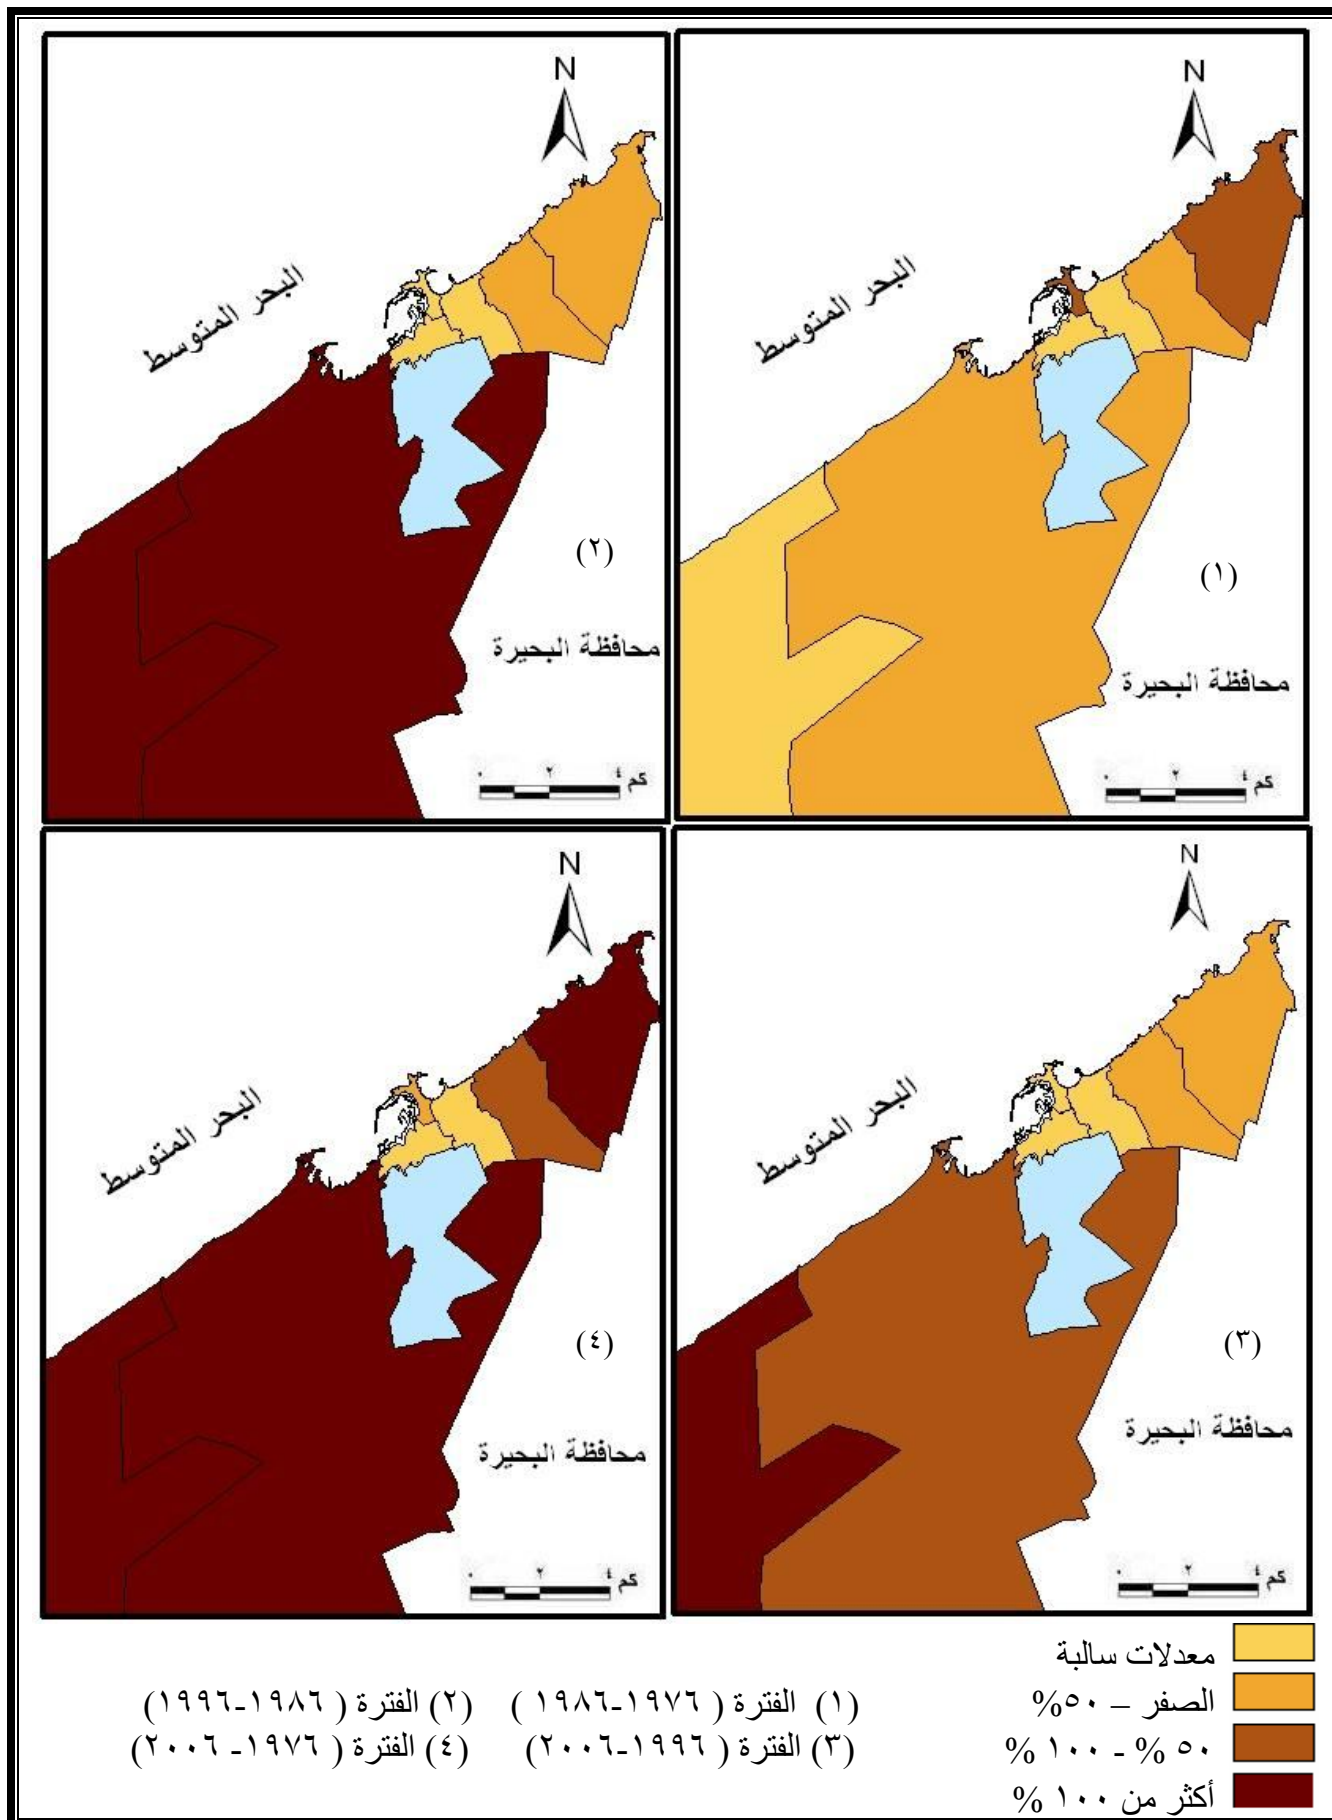 N
البحر المتوسط
(١)
محافظة البحيرة
٠ ٢ ٤ كم
N
البحر المتوسط
(٢)
محافظة البحيرة
٠ ٢ ٤ كم
N
البحر المتوسط
(٣)
محافظة البحيرة
٠ ٢ ٤ كم
N
البحر المتوسط
(٤)
محافظة البحيرة
٠ ٢ ٤ كم
معدلات سالبة
الصفر – ٥٠%
٥٠ % - ١٠٠ %
أكثر من ١٠٠ %
(١) الفترة ( ١٩٧٦-١٩٨٦ ) (٢) الفترة ( ١٩٨٦-١٩٩٦)
(٣) الفترة ( ١٩٩٦-٢٠٠٦) (٤) الفترة ( ١٩٧٦- ٢٠٠٦)